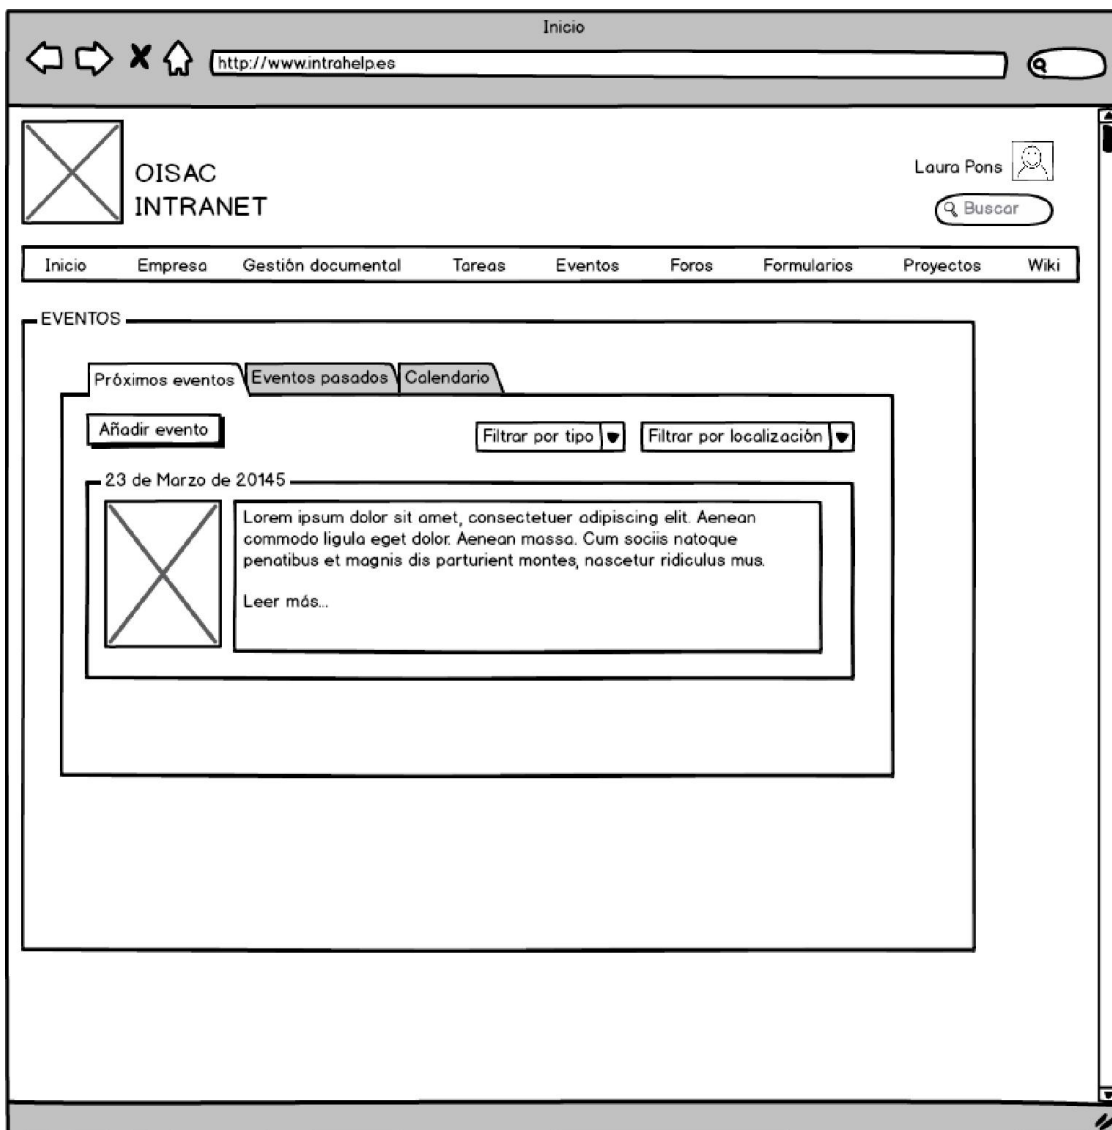 Inicio
http://www.intrahelp.es
OISAC
INTRANET
Laura Pons
Buscar
Inicio Empresa Gestión documental Tareas Eventos Foros Formularios Proyectos Wiki
EVENTOS
Próximos eventos Eventos pasados Calendario
Añadir evento Filtrar por tipo Filtrar por localización
23 de Marzo de 20145
Lorem ipsum dolor sit amet, consectetuer adipiscing elit. Aenean
commodo ligula eget dolor. Aenean massa. Cum sociis natoque
penatibus et magnis dis parturient montes, nascetur ridiculus mus.
Leer más...